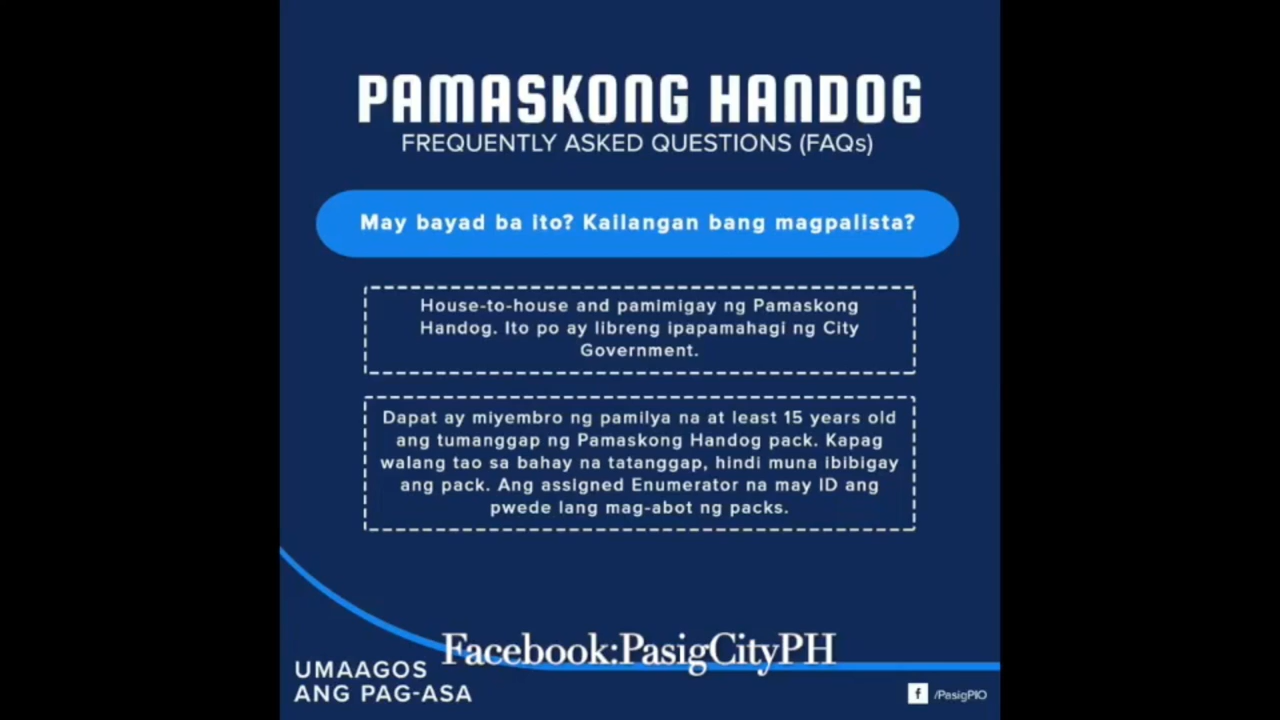 PAMASKONG HANDOG
FREQUENTLY ASKED QUESTIONS (FAQs)
May bayad ba ito? Kailangan bang magpalista?
House-to-house and pamimigay ng Pamaskong
Handog. Ito po ay libreng ipapamahagi ng City
Government.
Dapat ay miyembro ng pamilya na at least 15 years old
ang tumanggap ng Pamaskong Handog pack. Kapag
walang tao sa bahay na tatanggap, hindi muna ibibigay
ang pack. Ang assigned Enumerator na may ID ang
pwede lang mag-abot ng packs.
Facebook:PasigCityPH
UMAAGOS
ANG PAG-ASA
f /PasigPIO